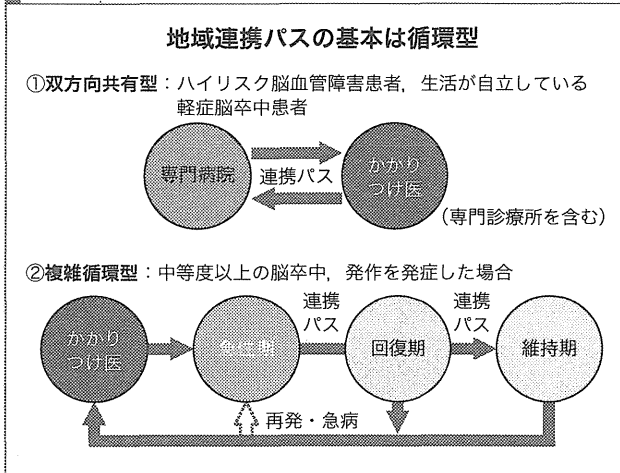 地域連携パスの基本は循環型
①双方向共有型：ハイリスク脳血管障害患者，生活が自立している
軽症脳卒中患者
専門病院
連携パス
かかり
つけ医
（専門診療所を含む）
②複雑循環型：中等度以上の脳卒中，発作を発症した場合
かかり
つけ医
急性期
連携
パス
回復期
連携
パス
維持期
再発・急病